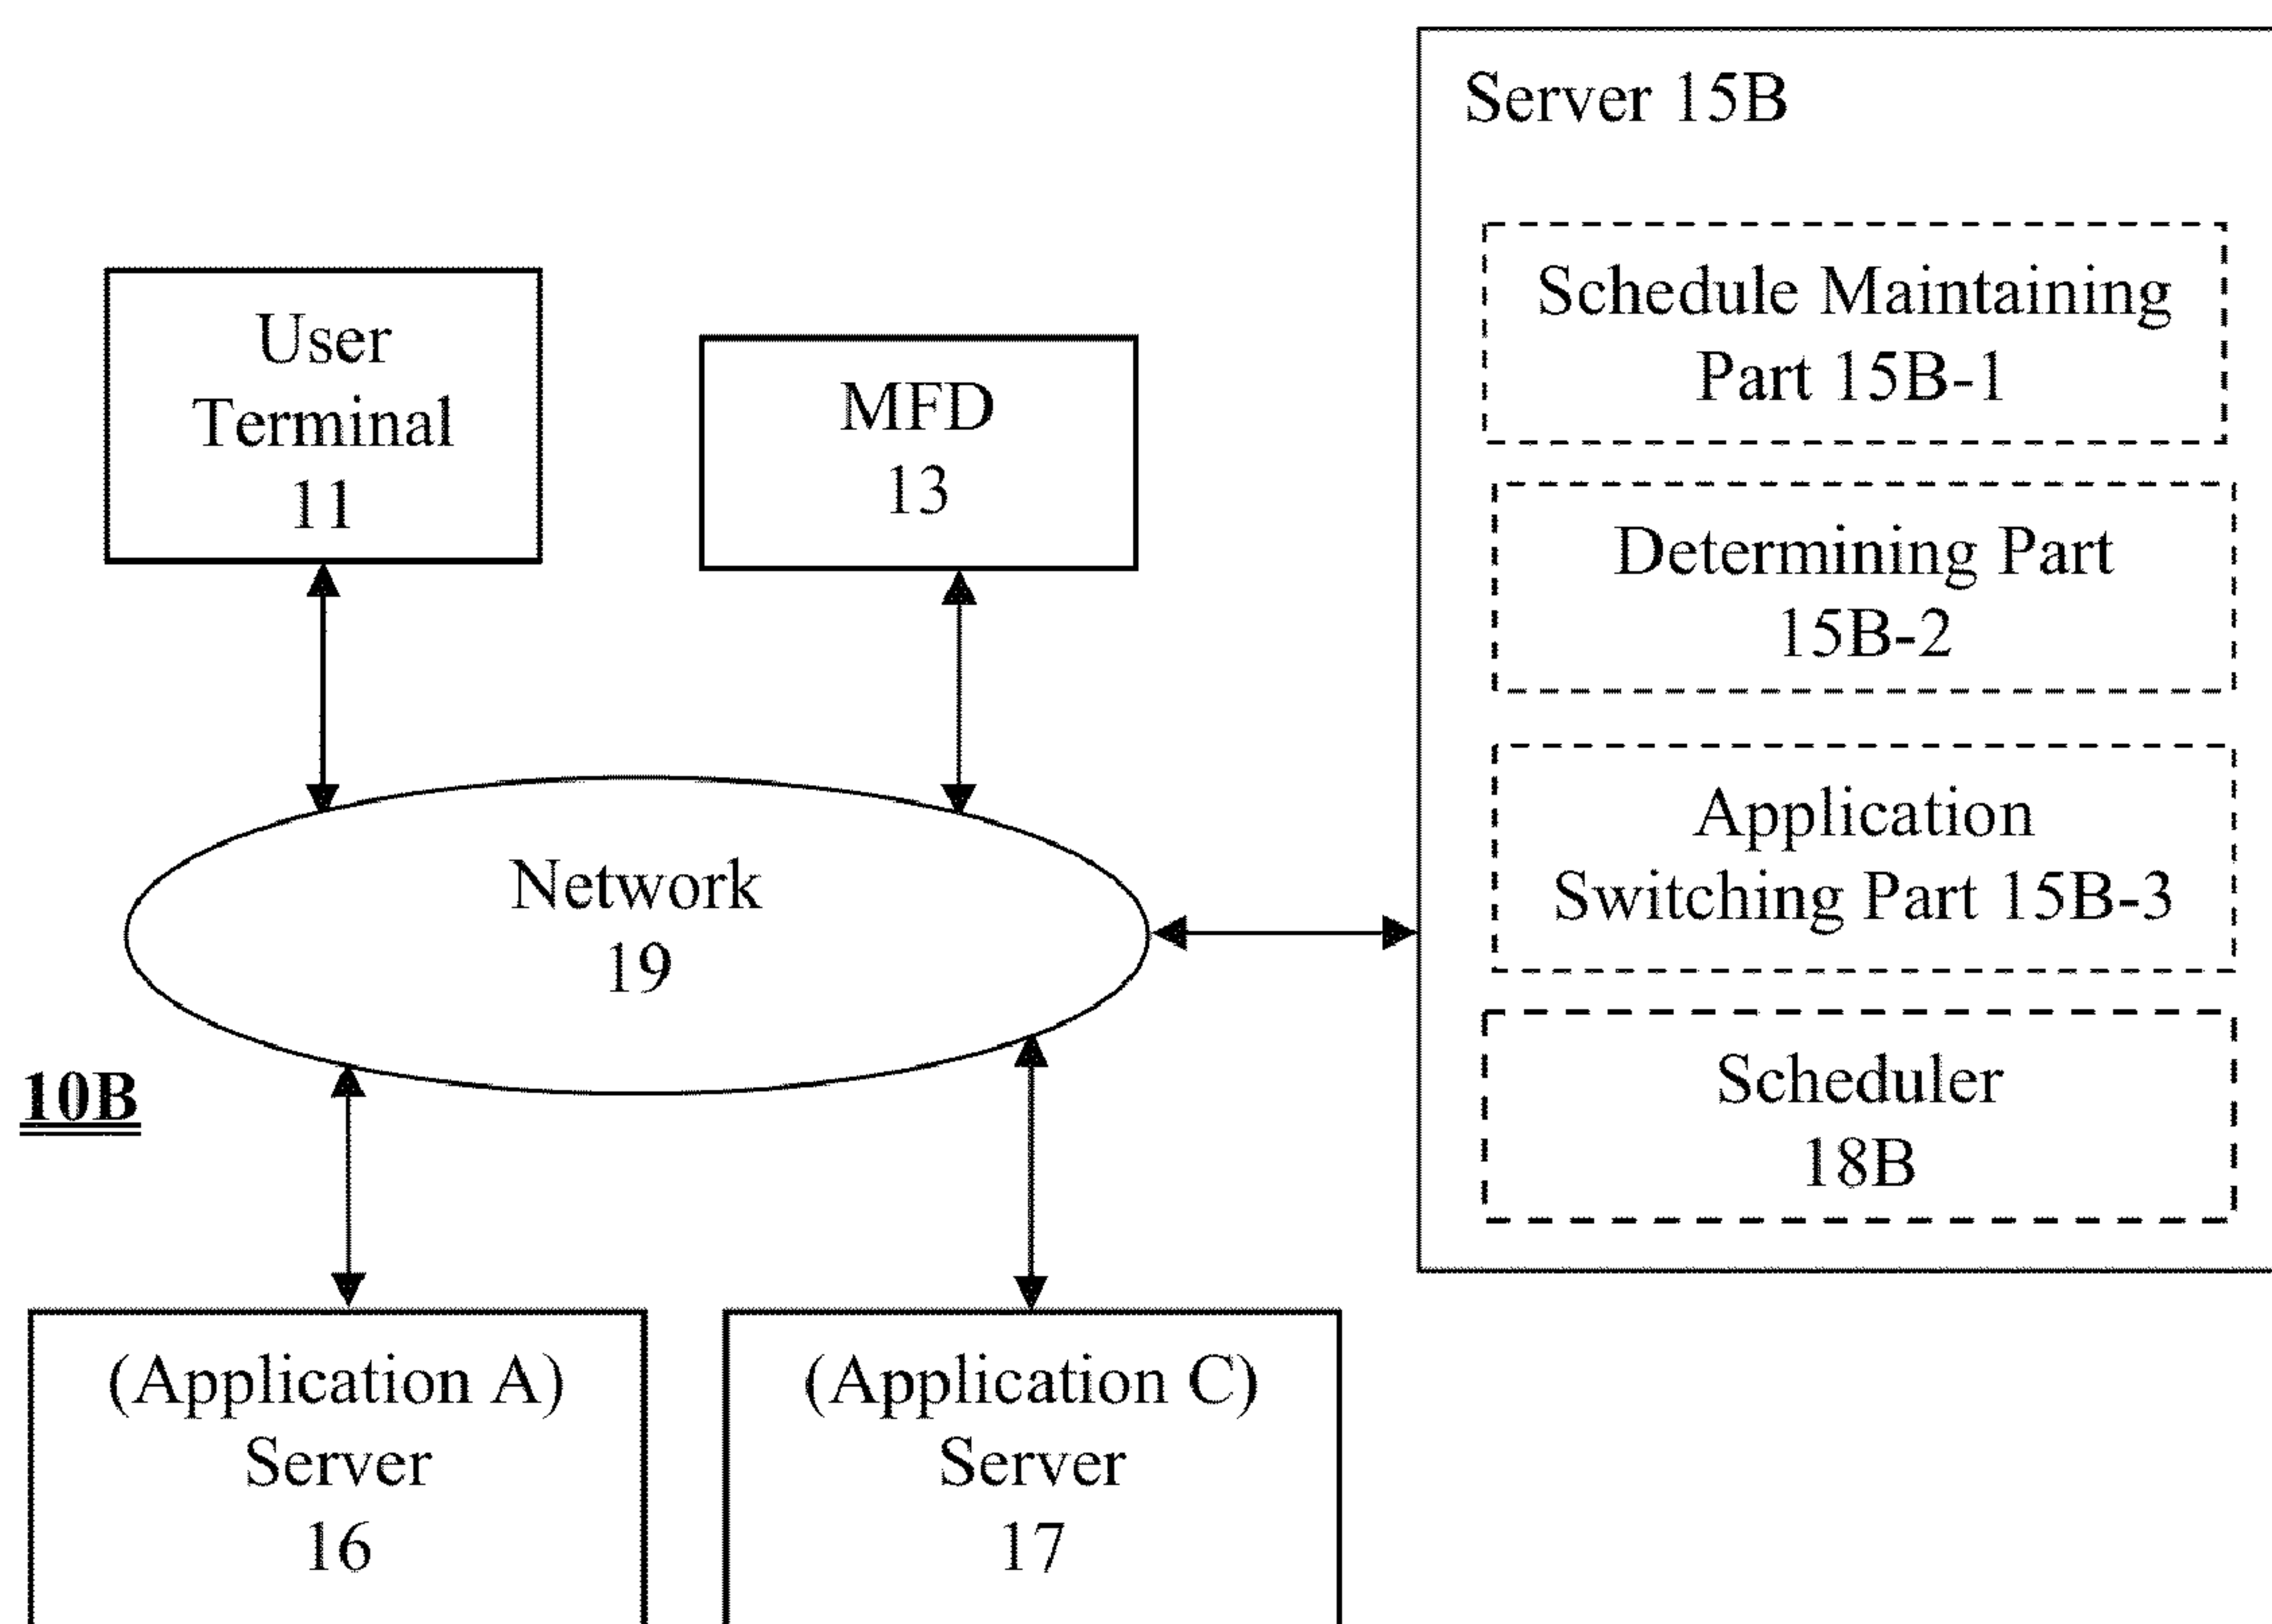 Server 15B
Schedule Maintaining
Part 15B-1
Determining Part
15B-2
Application
Switching Part 15B-3
Scheduler
18B
User
Terminal
11
MFD
13
Network
19
10B
(Application A)
Server
16
(Application C)
Server
17